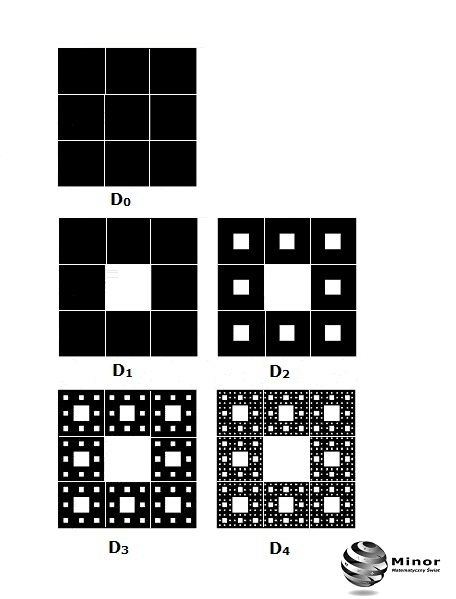 D₀
D₁
D₂
D₃
D₄
Minor
Matematyczny Świat